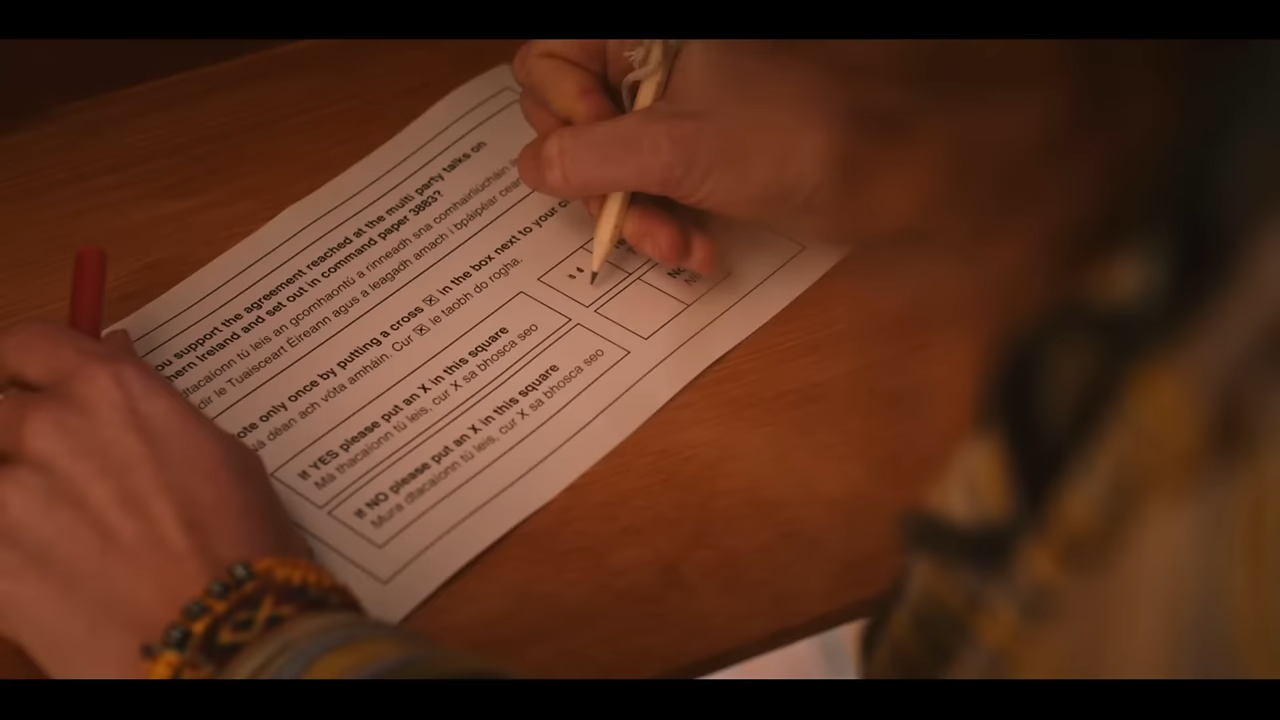 ou support the agreement reached at the multi party talks on
hern Ireland and set out in command paper 3883?
dtacaíonn tú leis an gcomhaontú a rinneadh sna comhairliúcháin
dir le Tuaisceart Éireann agus a leagadh amach i bpáipéar cear
ote only once by putting a cross ☒ in the box next to your c
Ná déan ach vóta amháin. Cur ☒ le taobh do rogha.
If YES please put an X in this square
Má thacaíonn tú leis, cur X sa bhosca seo
If NO please put an X in this square
Mura dtacaíonn tú leis, cur X sa bhosca seo
No